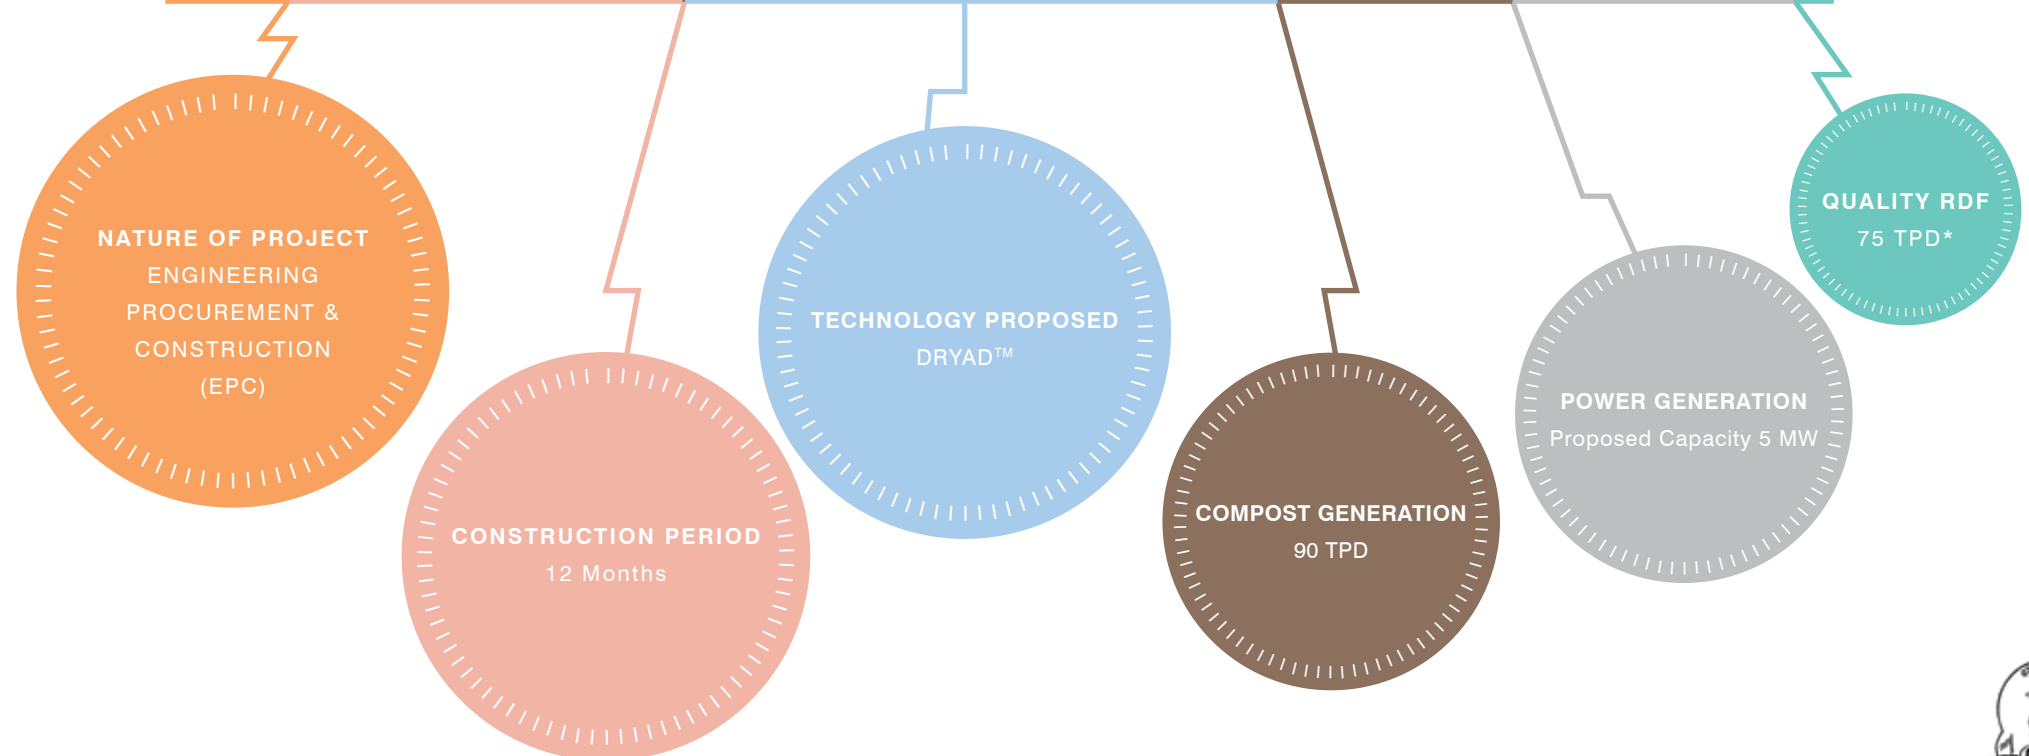 NATURE OF PROJECT
ENGINEERING
PROCUREMENT &
CONSTRUCTION
(EPC)
CONSTRUCTION PERIOD
12 Months
TECHNOLOGY PROPOSED
DRYAD™
COMPOST GENERATION
90 TPD
POWER GENERATION
Proposed Capacity 5 MW
QUALITY RDF
75 TPD*